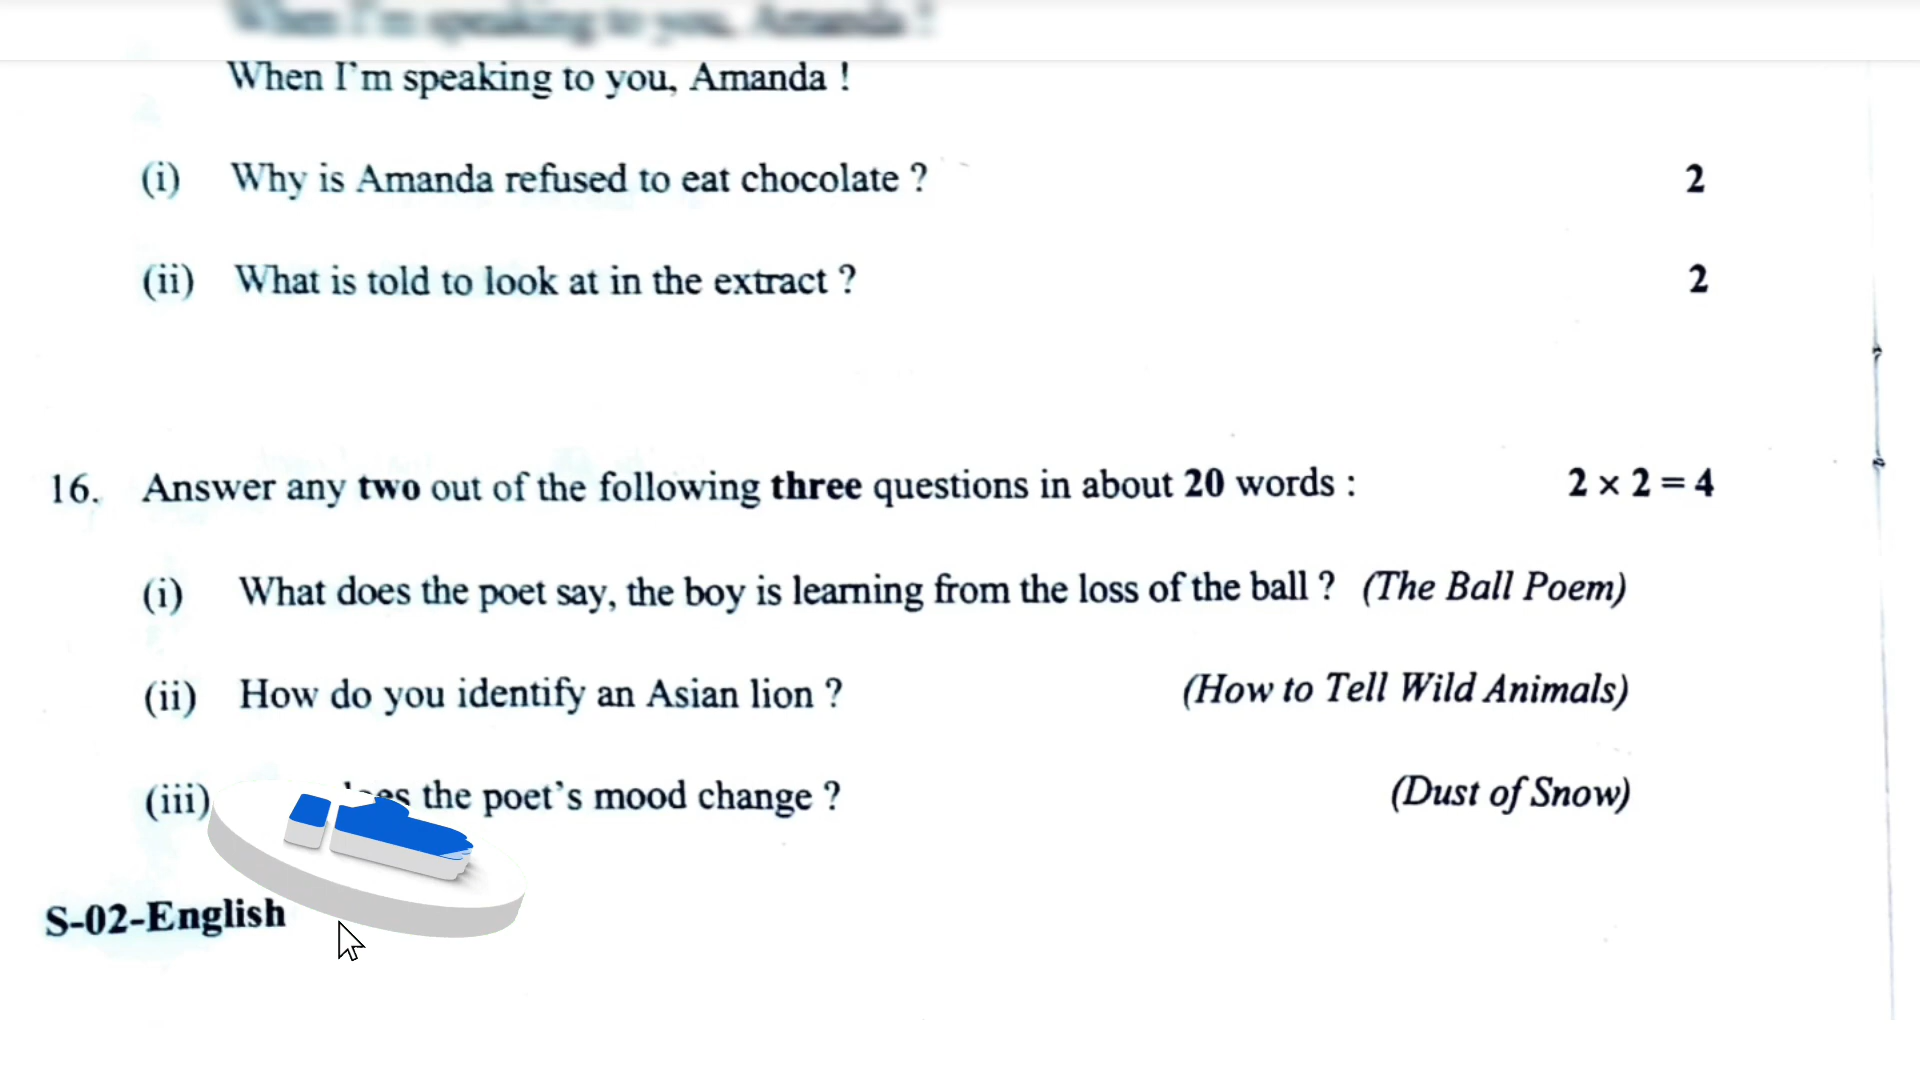 When I'm speaking to you, Amanda !
(i) Why is Amanda refused to eat chocolate ? 2
(ii) What is told to look at in the extract ? 2
16. Answer any two out of the following three questions in about 20 words : 2 × 2 = 4
(i) What does the poet say, the boy is learning from the loss of the ball ? (The Ball Poem)
(ii) How do you identify an Asian lion ? (How to Tell Wild Animals)
(iii) the poet's mood change ? (Dust of Snow)
S-02-English